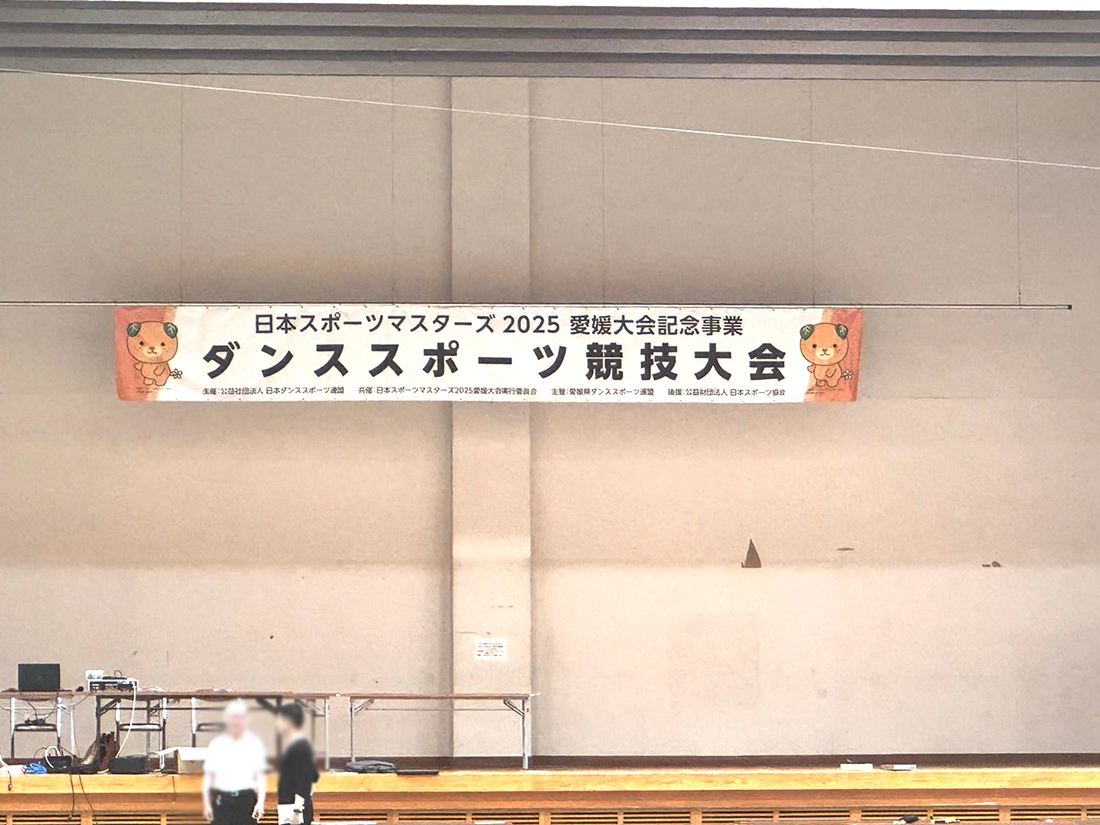 日本スポーツマスターズ 2025 愛媛大会記念事業
ダンススポーツ競技大会
主催:公益社団法人 日本ダンススポーツ連盟 共催:日本スポーツマスターズ2025愛媛大会実行委員会 主管:愛媛県ダンススポーツ連盟 後援:公益財団法人 日本スポーツ協会